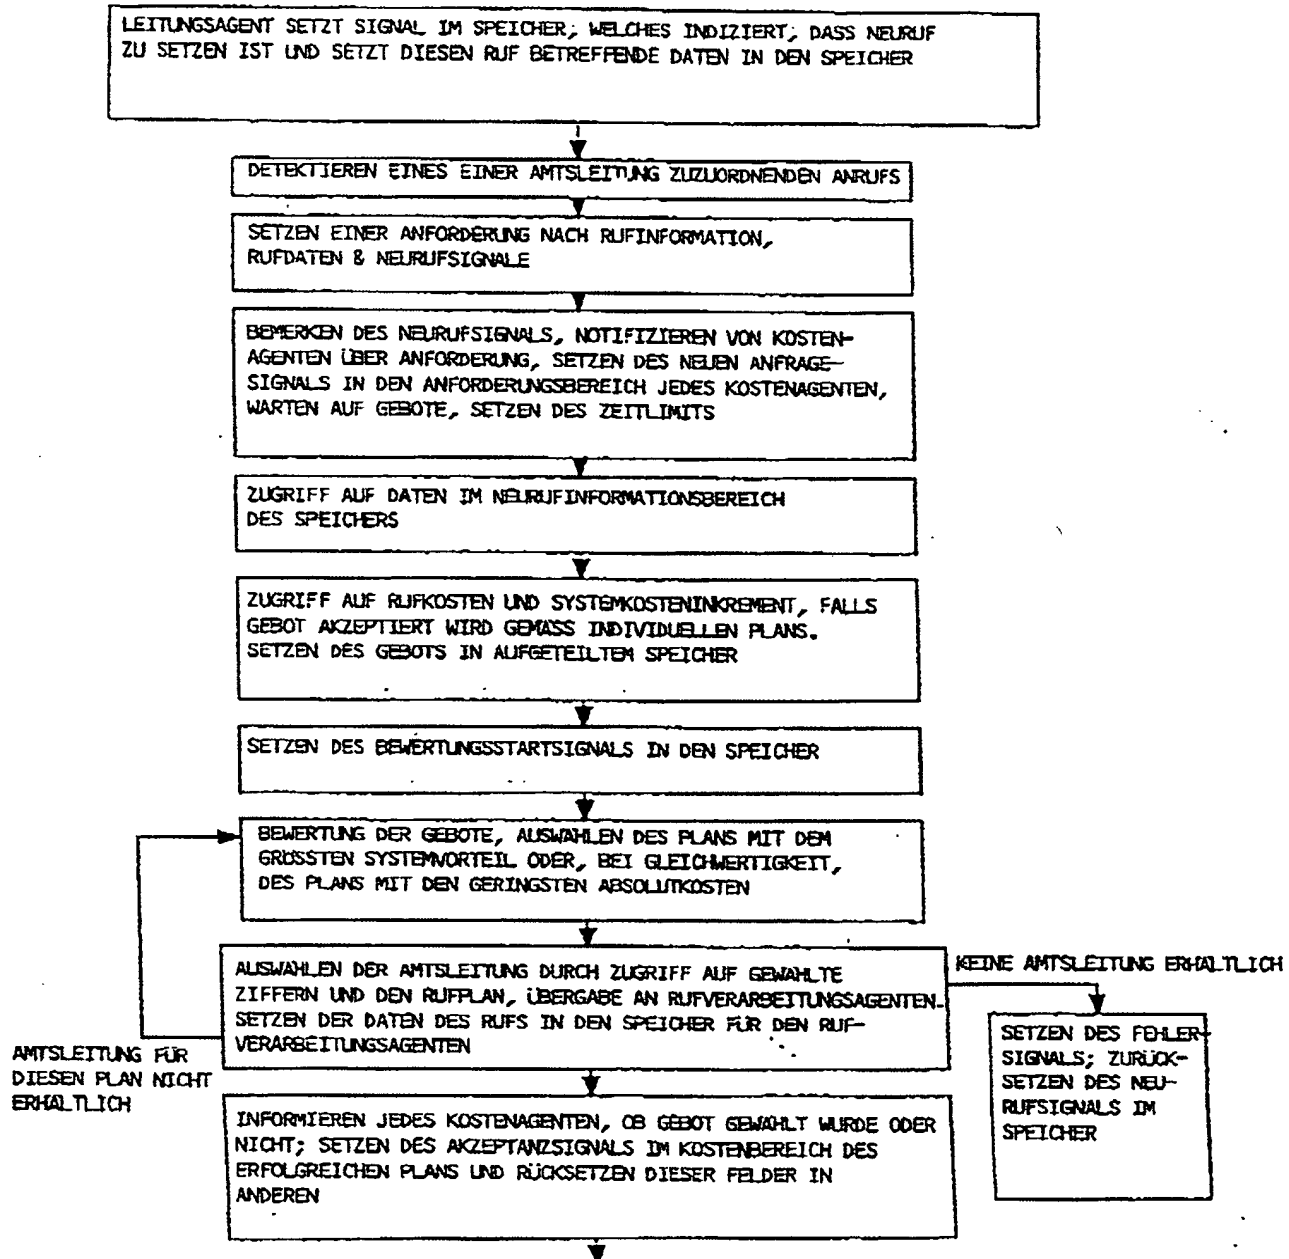 LEITUNGSAGENT SETZT SIGNAL IM SPEICHER, WELCHES INDIZIERT, DASS NEURUF
ZU SETZEN IST UND SETZT DIESEN RUF BETREFFENDE DATEN IN DEN SPEICHER
DETEKTIEREN EINES EINER AMTSLEITUNG ZUZUORDNENDEN ANRUFS
SETZEN EINER ANFORDERUNG NACH RUFINFORMATION,
RUFDATEN & NEURUFSIGNALE
BEMERKEN DES NEURUFSIGNALS, NOTIFIZIEREN VON KOSTEN-
AGENTEN ÜBER ANFORDERUNG, SETZEN DES NEUEN ANFRAGE-
SIGNALS IN DEN ANFORDERUNGSBEREICH JEDES KOSTENAGENTEN,
WARTEN AUF GEBOTE, SETZEN DES ZEITLIMITS
ZUGRIFF AUF DATEN IM NEURUFINFORMATIONSBEREICH
DES SPEICHERS
ZUGRIFF AUF RUFKOSTEN UND SYSTEMKOSTENINKREMENT, FALLS
GEBOT AKZEPTIERT WIRD GEMÄSS INDIVIDUELLEN PLANS.
SETZEN DES GEBOTS IN AUFGETEILTEM SPEICHER
SETZEN DES BEWERTUNGSSTARTSIGNALS IN DEN SPEICHER
BEWERTUNG DER GEBOTE, AUSWÄHLEN DES PLANS MIT DEM
GRÖSSTEN SYSTEMVORTEIL ODER, BEI GLEICHWERTIGKEIT,
DES PLANS MIT DEN GERINGSTEN ABSOLUTKOSTEN
AUSWÄHLEN DER AMTSLEITUNG DURCH ZUGRIFF AUF GEWÄHLTE
ZIFFERN UND DEN RUFPLAN, ÜBERGABE AN RUFVERARBEITUNGSAGENTEN.
SETZEN DER DATEN DES RUFS IN DEN SPEICHER FÜR DEN RUF-
VERARBEITUNGSAGENTEN
KEINE AMTSLEITUNG ERHÄLTLICH
SETZEN DES FEHLER-
SIGNALS; ZURÜCK-
SETZEN DES NEU-
RUFSIGNALS IM
SPEICHER
AMTSLEITUNG FÜR
DIESEN PLAN NICHT
ERHÄLTLICH
INFORMIEREN JEDES KOSTENAGENTEN, OB GEBOT GEWÄHLT WURDE ODER
NICHT; SETZEN DES AKZEPTANZSIGNALS IM KOSTENBEREICH DES
ERFOLGREICHEN PLANS UND RÜCKSETZEN DIESER FELDER IN
ANDEREN